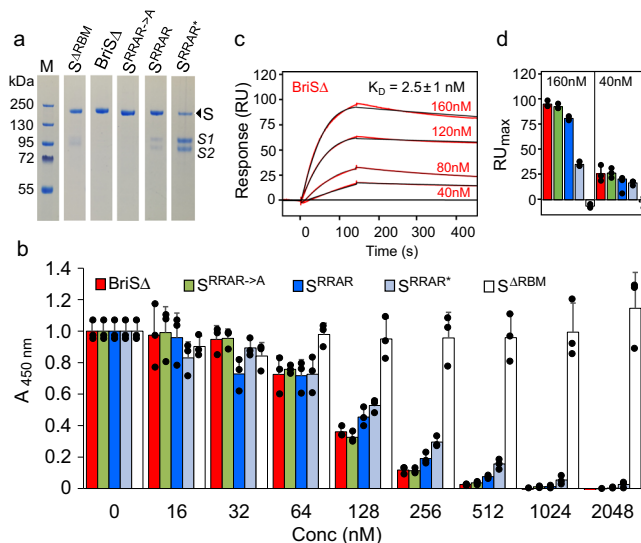 a
M
S^ΔRBM
BriSΔ
S^RRAR->A
S^RRAR
S^RRAR*
kDa
250
130
95
72
55
S
S1
S2
c
BriSΔ
K_D = 2.5±1 nM
160nM
120nM
80nM
40nM
Response (RU)
125
100
75
50
25
0
0 200 400
Time (s)
d
160nM 40nM
RU_max
100
75
50
25
0
b
BriSΔ S^RRAR->A S^RRAR S^RRAR* S^ΔRBM
A 450 nm
1.4
1.2
1.0
0.8
0.6
0.4
0.2
0
0 16 32 64 128 256 512 1024 2048
Conc (nM)